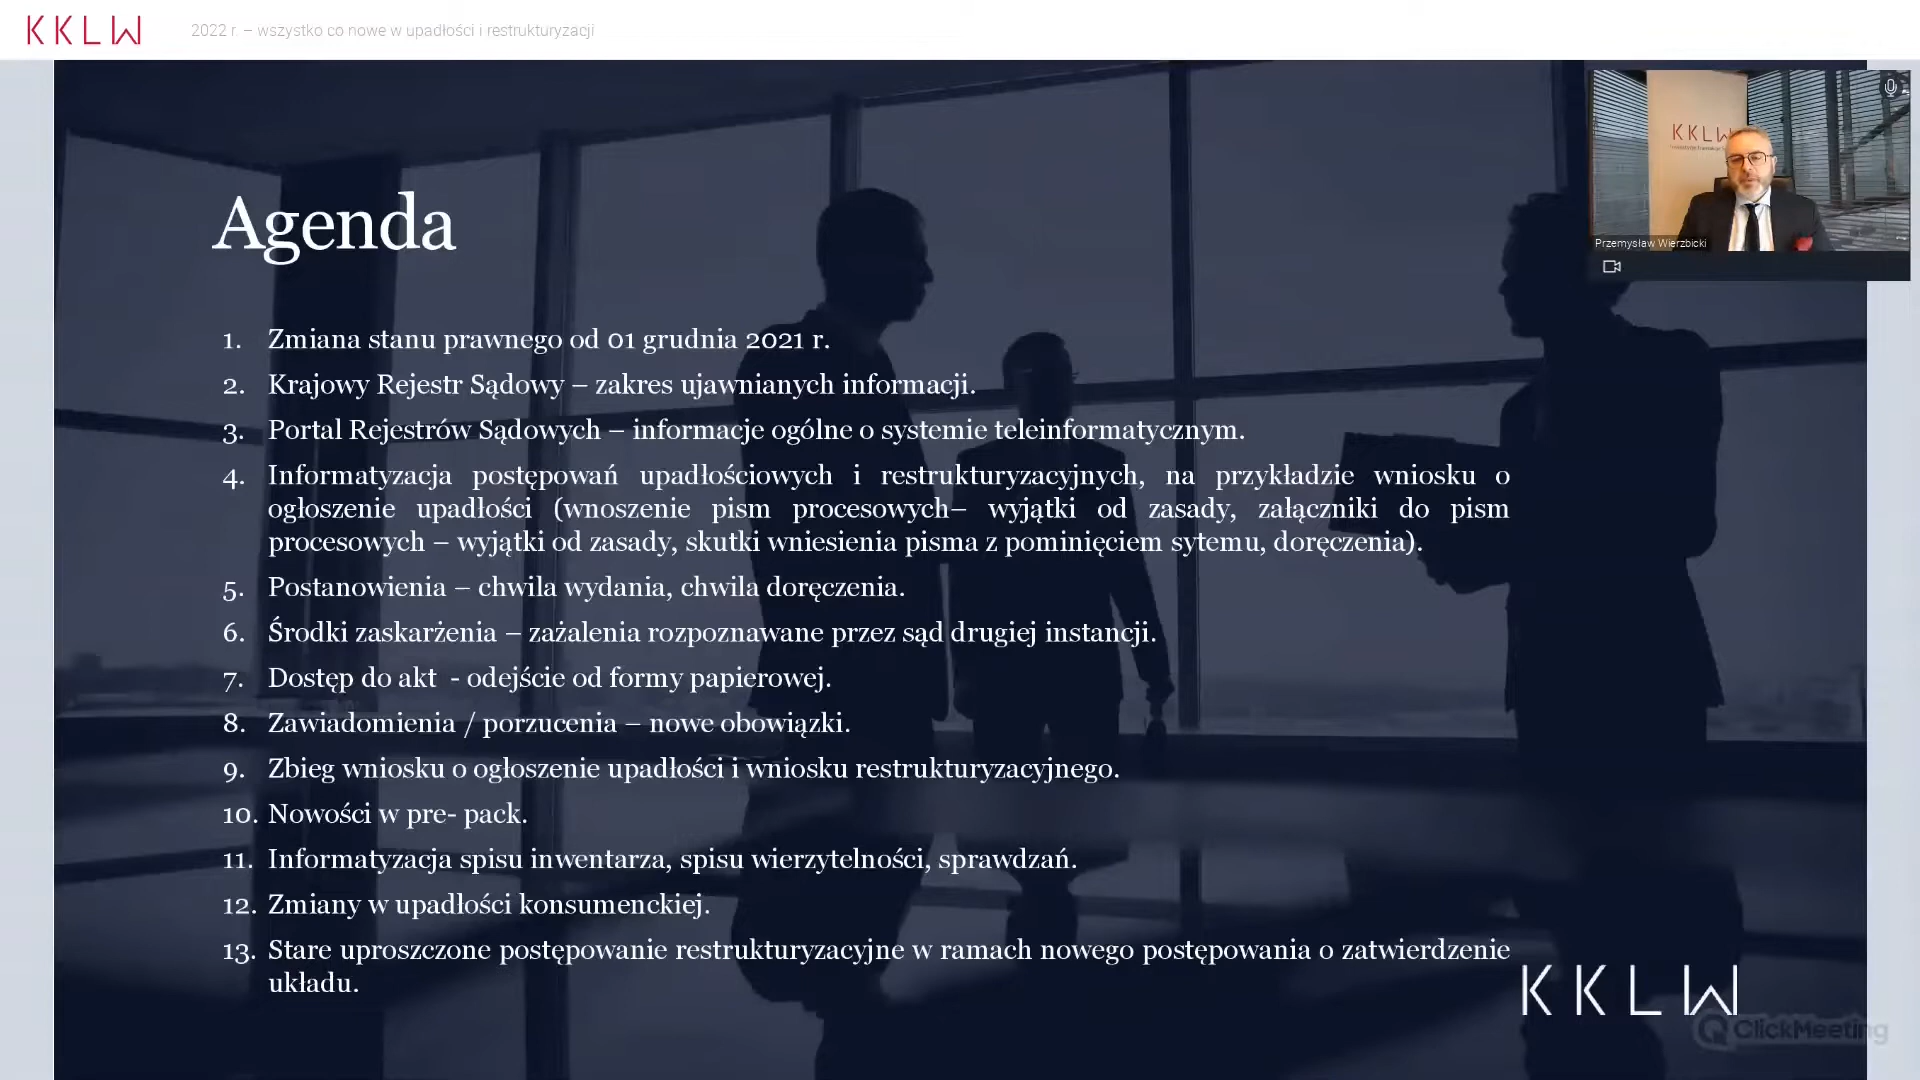 KKLW
2022 r. – wszystko co nowe w upadłości i restrukturyzacji
KKLW
Przemysław Wierzbicki
Agenda
1. Zmiana stanu prawnego od 01 grudnia 2021 r.
2. Krajowy Rejestr Sądowy – zakres ujawnianych informacji.
3. Portal Rejestrów Sądowych – informacje ogólne o systemie teleinformatycznym.
4. Informatyzacja postępowań upadłościowych i restrukturyzacyjnych, na przykładzie wniosku o
ogłoszenie upadłości (wnoszenie pism procesowych– wyjątki od zasady, załączniki do pism
procesowych – wyjątki od zasady, skutki wniesienia pisma z pominięciem sytemu, doręczenia).
5. Postanowienia – chwila wydania, chwila doręczenia.
6. Środki zaskarżenia – zażalenia rozpoznawane przez sąd drugiej instancji.
7. Dostęp do akt - odejście od formy papierowej.
8. Zawiadomienia / porzucenia – nowe obowiązki.
9. Zbieg wniosku o ogłoszenie upadłości i wniosku restrukturyzacyjnego.
10. Nowości w pre- pack.
11. Informatyzacja spisu inwentarza, spisu wierzytelności, sprawdzań.
12. Zmiany w upadłości konsumenckiej.
13. Stare uproszczone postępowanie restrukturyzacyjne w ramach nowego postępowania o zatwierdzenie
układu.
KKLW
ClickMeeting